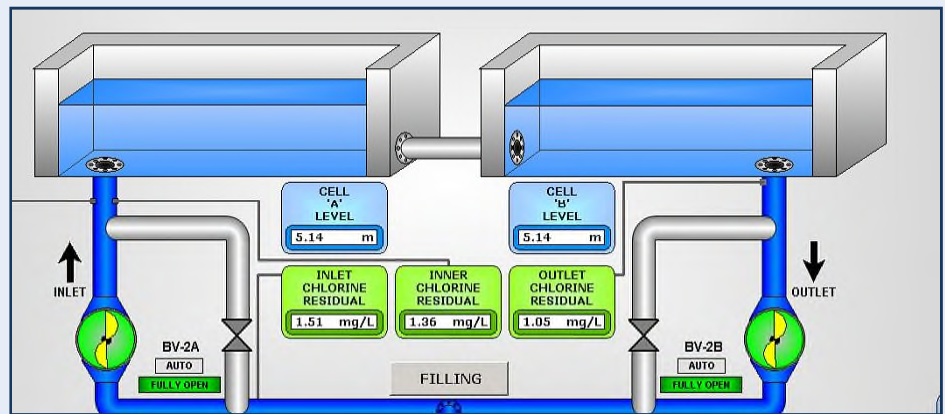 CELL
'A'
LEVEL
5.14 m
CELL
'B'
LEVEL
5.14 m
INLET
INLET
CHLORINE
RESIDUAL
1.51 mg/L
INNER
CHLORINE
RESIDUAL
1.36 mg/L
OUTLET
CHLORINE
RESIDUAL
1.05 mg/L
OUTLET
BV-2A
AUTO
FULLY OPEN
FILLING
BV-2B
AUTO
FULLY OPEN